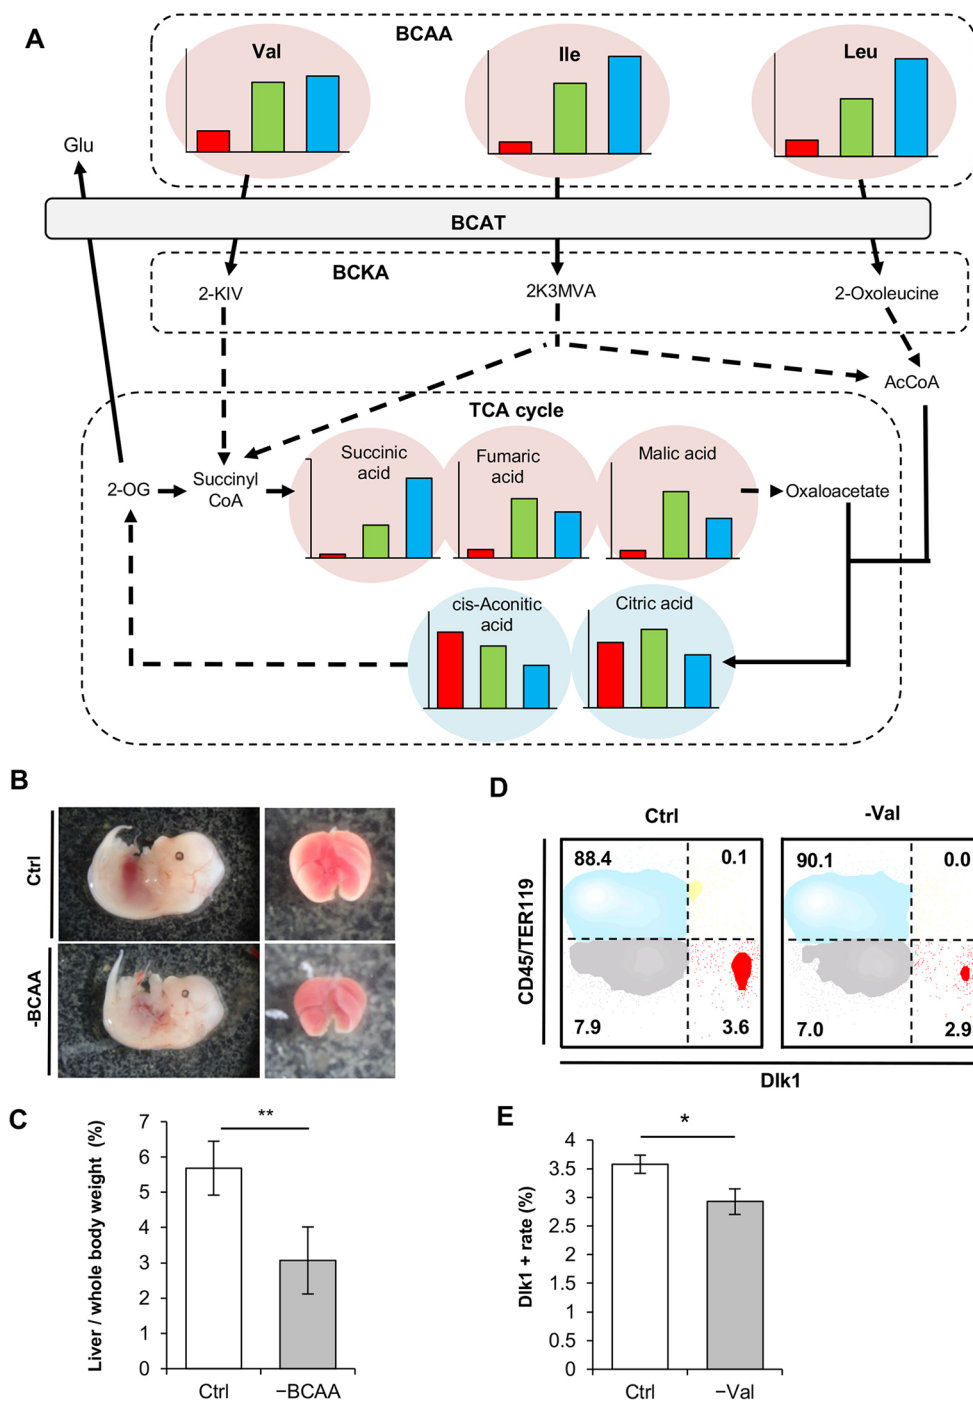 A
BCAA
Val
Ile
Leu
Glu
BCAT
BCKA
2-KIV
2K3MVA
2-Oxoleucine
AcCoA
TCA cycle
Succinic
acid
Fumaric
acid
Malic acid
2-OG
Succinyl
CoA
Oxaloacetate
cis-Aconitic
acid
Citric acid
B
Ctrl
-BCAA
D
Ctrl
-Val
CD45/TER119
88.4
0.1
7.9
3.6
90.1
0.0
7.0
2.9
Dlk1
C
Liver / whole body weight (%)
7
6
5
4
3
2
1
0
**
Ctrl
−BCAA
E
Dlk1 + rate (%)
4
3.5
3
2.5
2
1.5
1
0.5
0
*
Ctrl
−Val